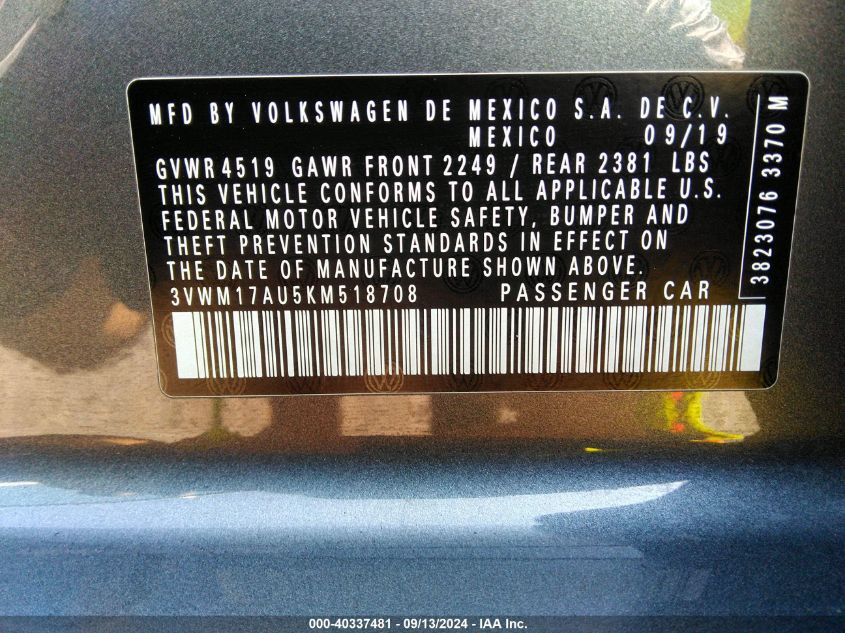 MFD BY VOLKSWAGEN DE MEXICO S.A. DE C.V.
MEXICO 09/19
GVWR 4519 GAWR FRONT 2249 / REAR 2381 LBS
THIS VEHICLE CONFORMS TO ALL APPLICABLE U.S.
FEDERAL MOTOR VEHICLE SAFETY, BUMPER AND
THEFT PREVENTION STANDARDS IN EFFECT ON
THE DATE OF MANUFACTURE SHOWN ABOVE.
3VWM17AU5KM518708 PASSENGER CAR
3823076 3370 M
000-40337481 - 09/13/2024 - IAA Inc.